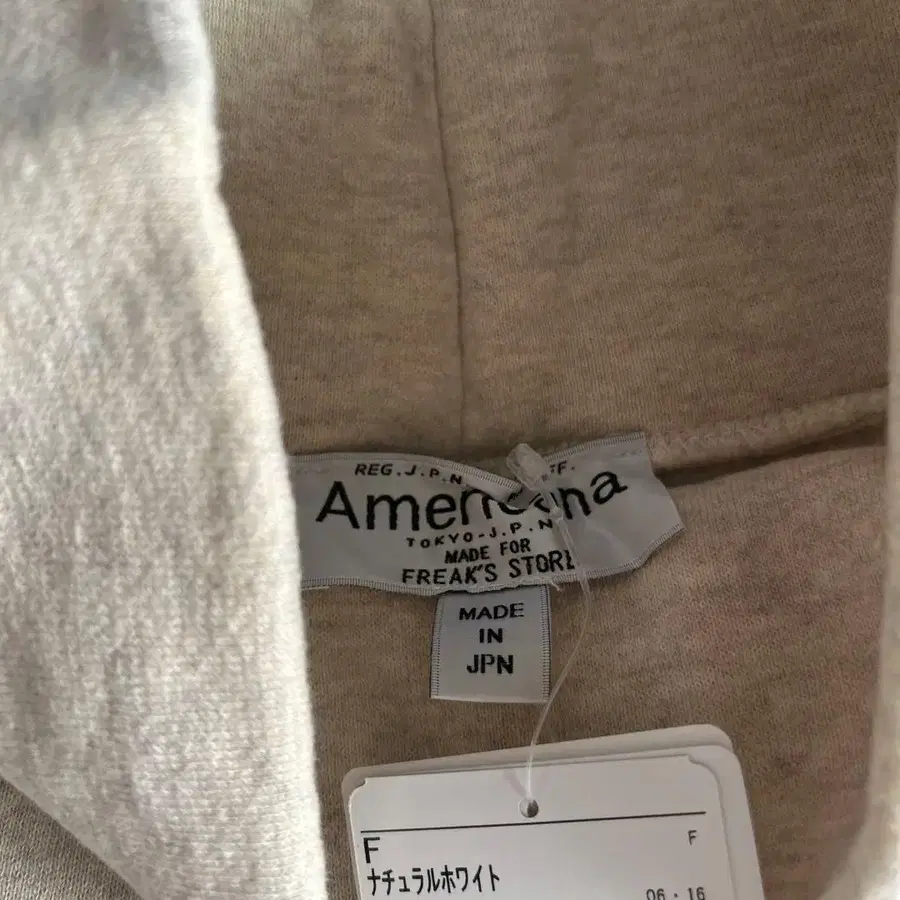 REG. J.P.N
FF.
Americana
TOKYO-J.P.N
MADE FOR
FREAK'S STORE
MADE
IN
JPN
F F
ナチュラルホワイト
06・16